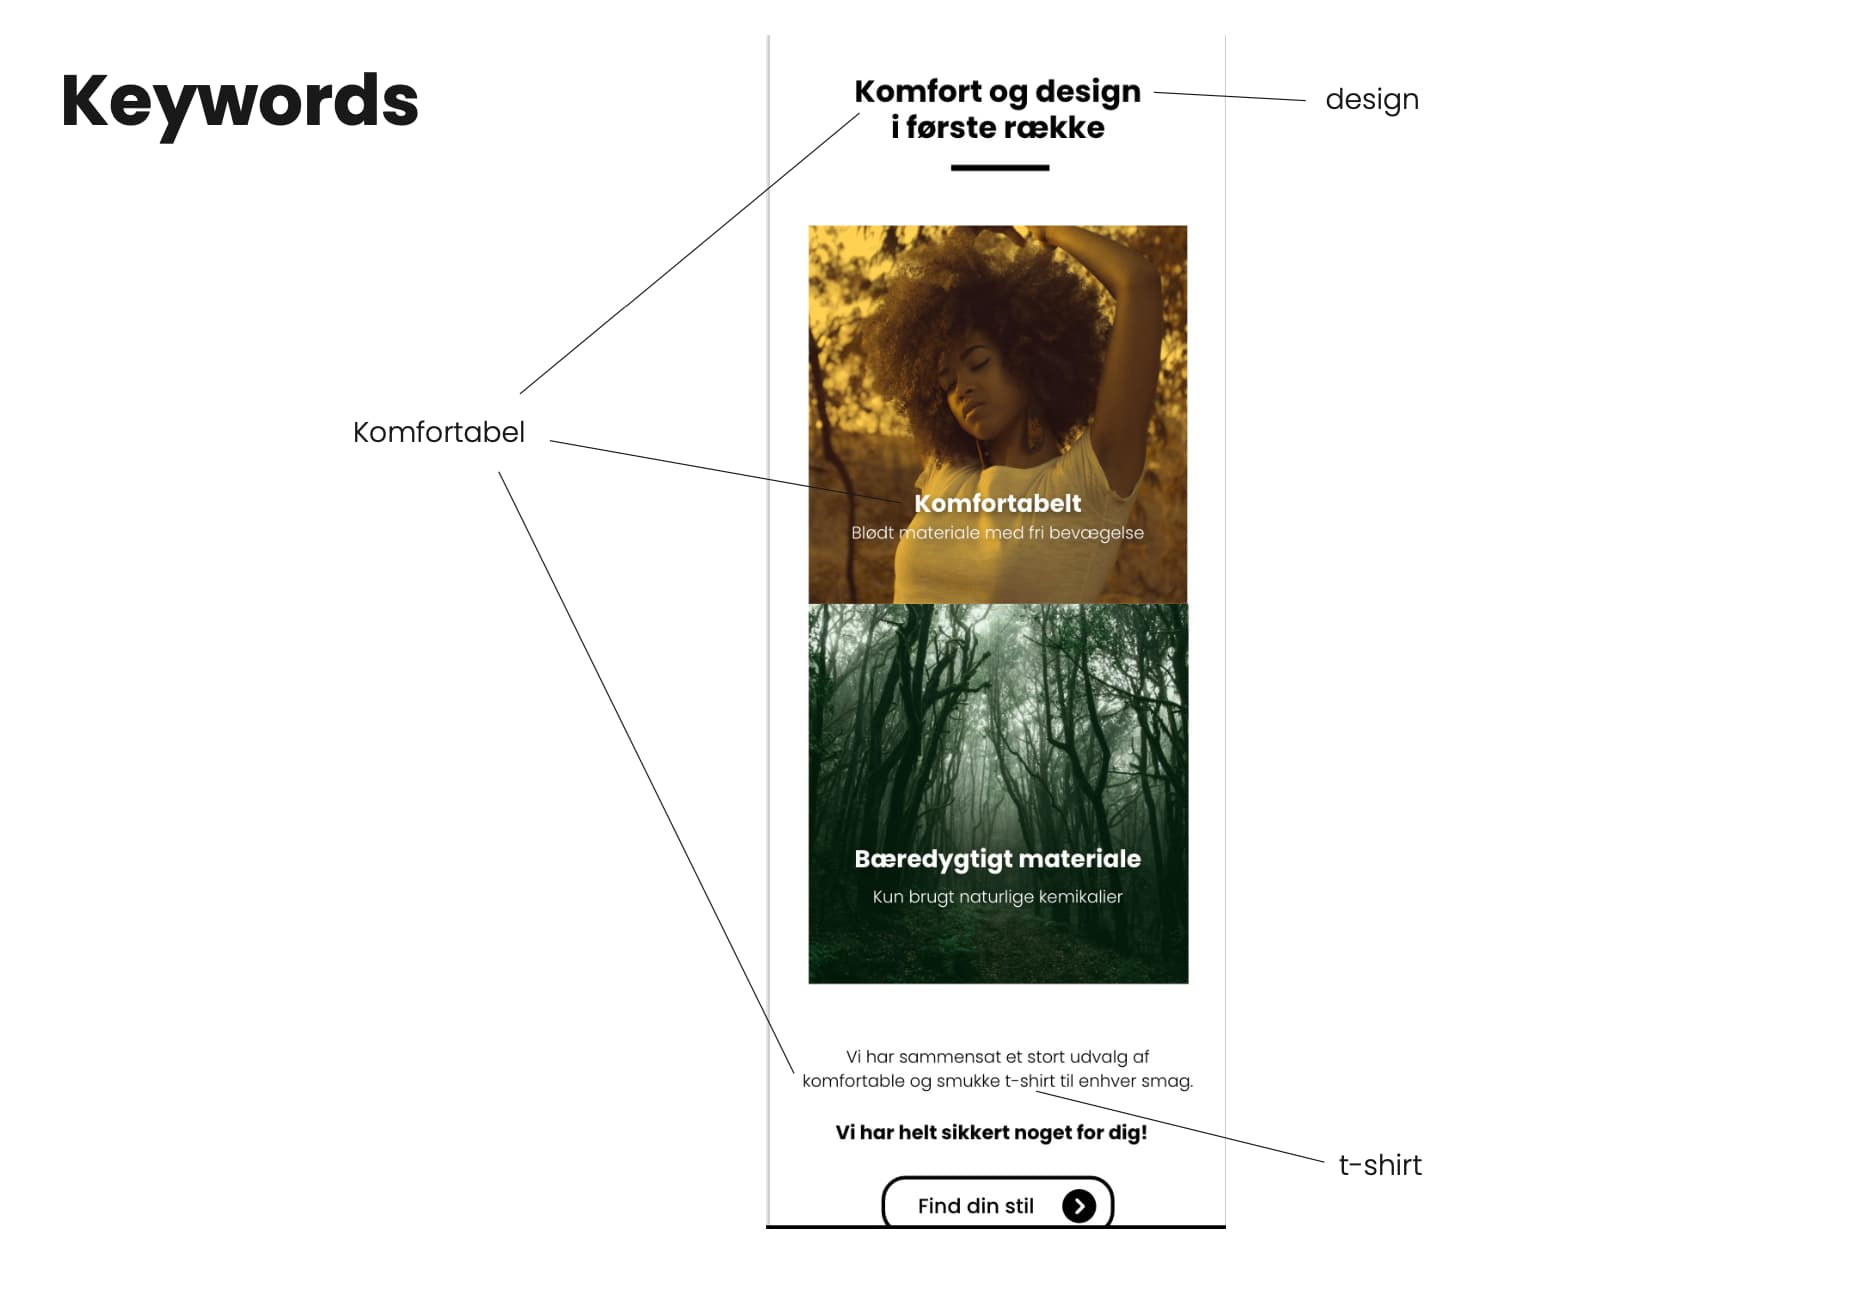 Keywords
Komfort og design
i første række
design
Komfortabel
Komfortabelt
Blødt materiale med fri bevægelse
Bæredygtigt materiale
Kun brugt naturlige kemikalier
Vi har sammensat et stort udvalg af
komfortable og smukke t-shirt til enhver smag.
Vi har helt sikkert noget for dig!
t-shirt
Find din stil